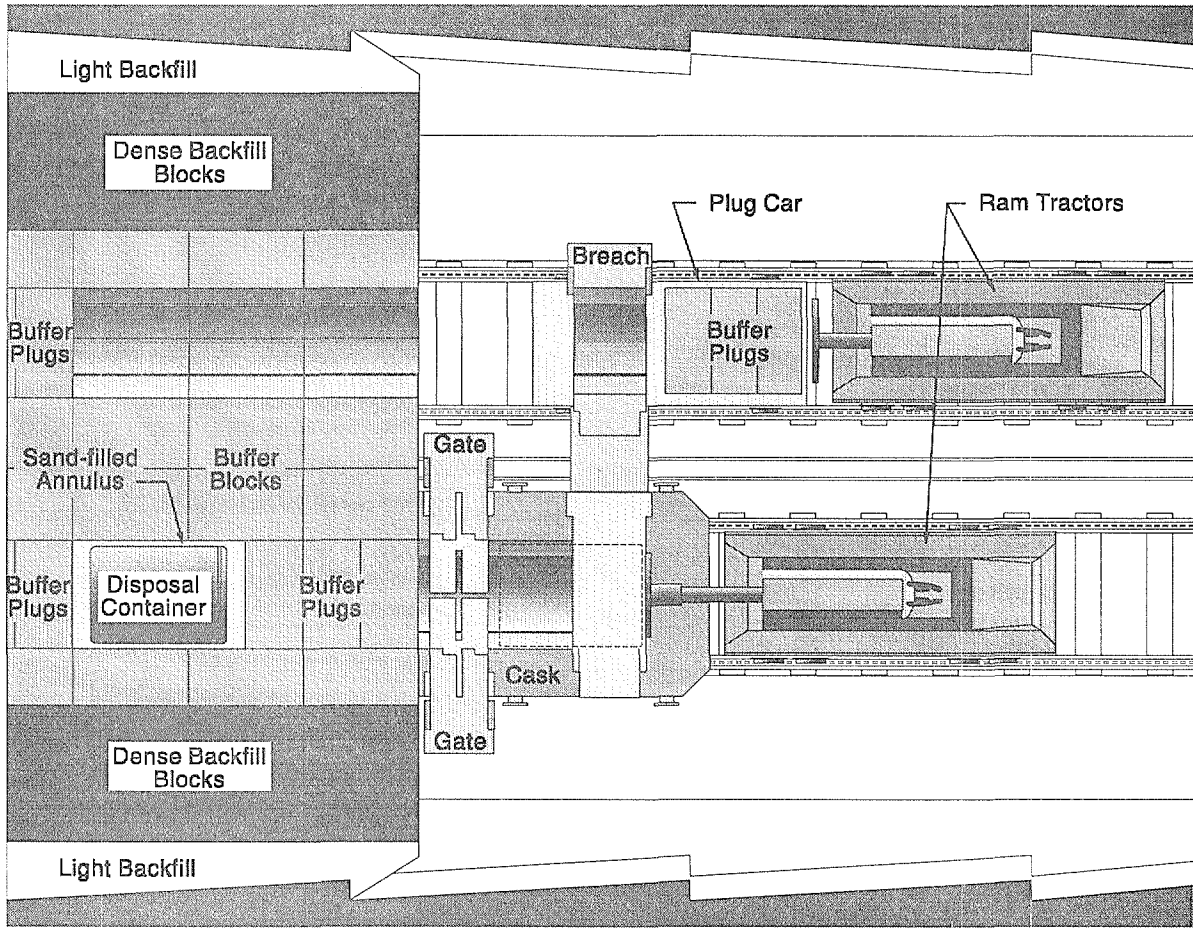 Light Backfill
Dense Backfill
Blocks
Plug Car
Ram Tractors
Breach
Buffer
Plugs
Buffer
Plugs
Gate
Sand-filled
Annulus
Buffer
Blocks
Buffer
Plugs
Disposal
Container
Buffer
Plugs
Cask
Gate
Dense Backfill
Blocks
Light Backfill